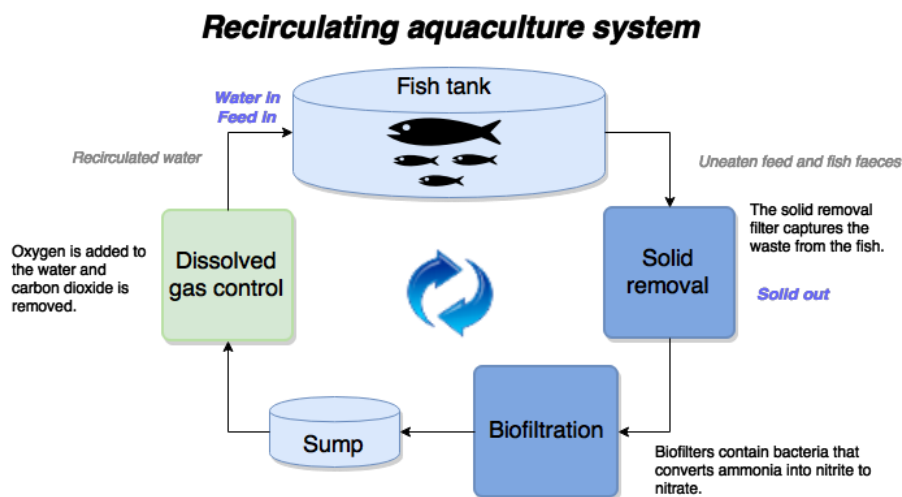 Recirculating aquaculture system
Fish tank
Water in
Feed in
Recirculated water
Uneaten feed and fish faeces
The solid removal
filter captures the
waste from the fish.
Solid
removal
Solid out
Oxygen is added to
the water and
carbon dioxide is
removed.
Dissolved
gas control
Sump
Biofiltration
Biofilters contain bacteria that
converts ammonia into nitrite to
nitrate.